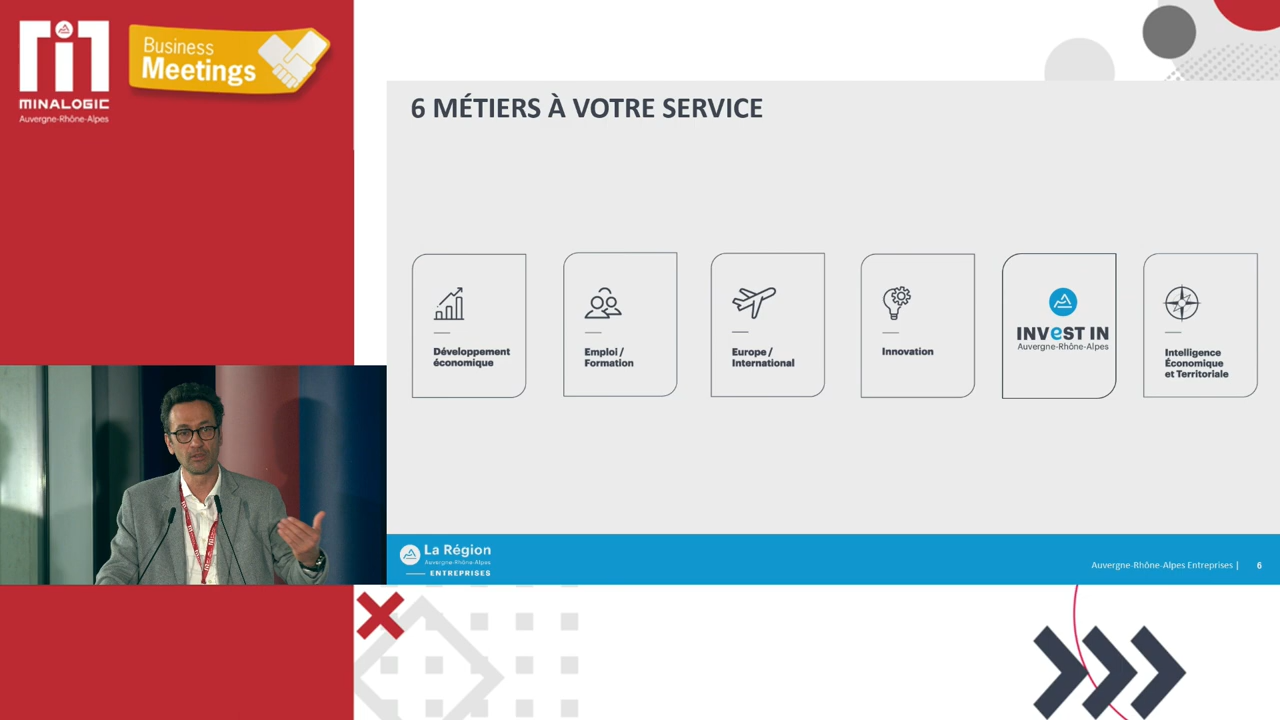 Business
Meetings
MINALOGIC
Auvergne-Rhône-Alpes
6 MÉTIERS À VOTRE SERVICE
Développement
économique
Emploi /
Formation
Europe /
International
Innovation
INVeST IN
Auvergne-Rhône-Alpes
Intelligence
Économique
et Territoriale
La Région
Auvergne-Rhône-Alpes
ENTREPRISES
Auvergne-Rhône-Alpes Entreprises | 6